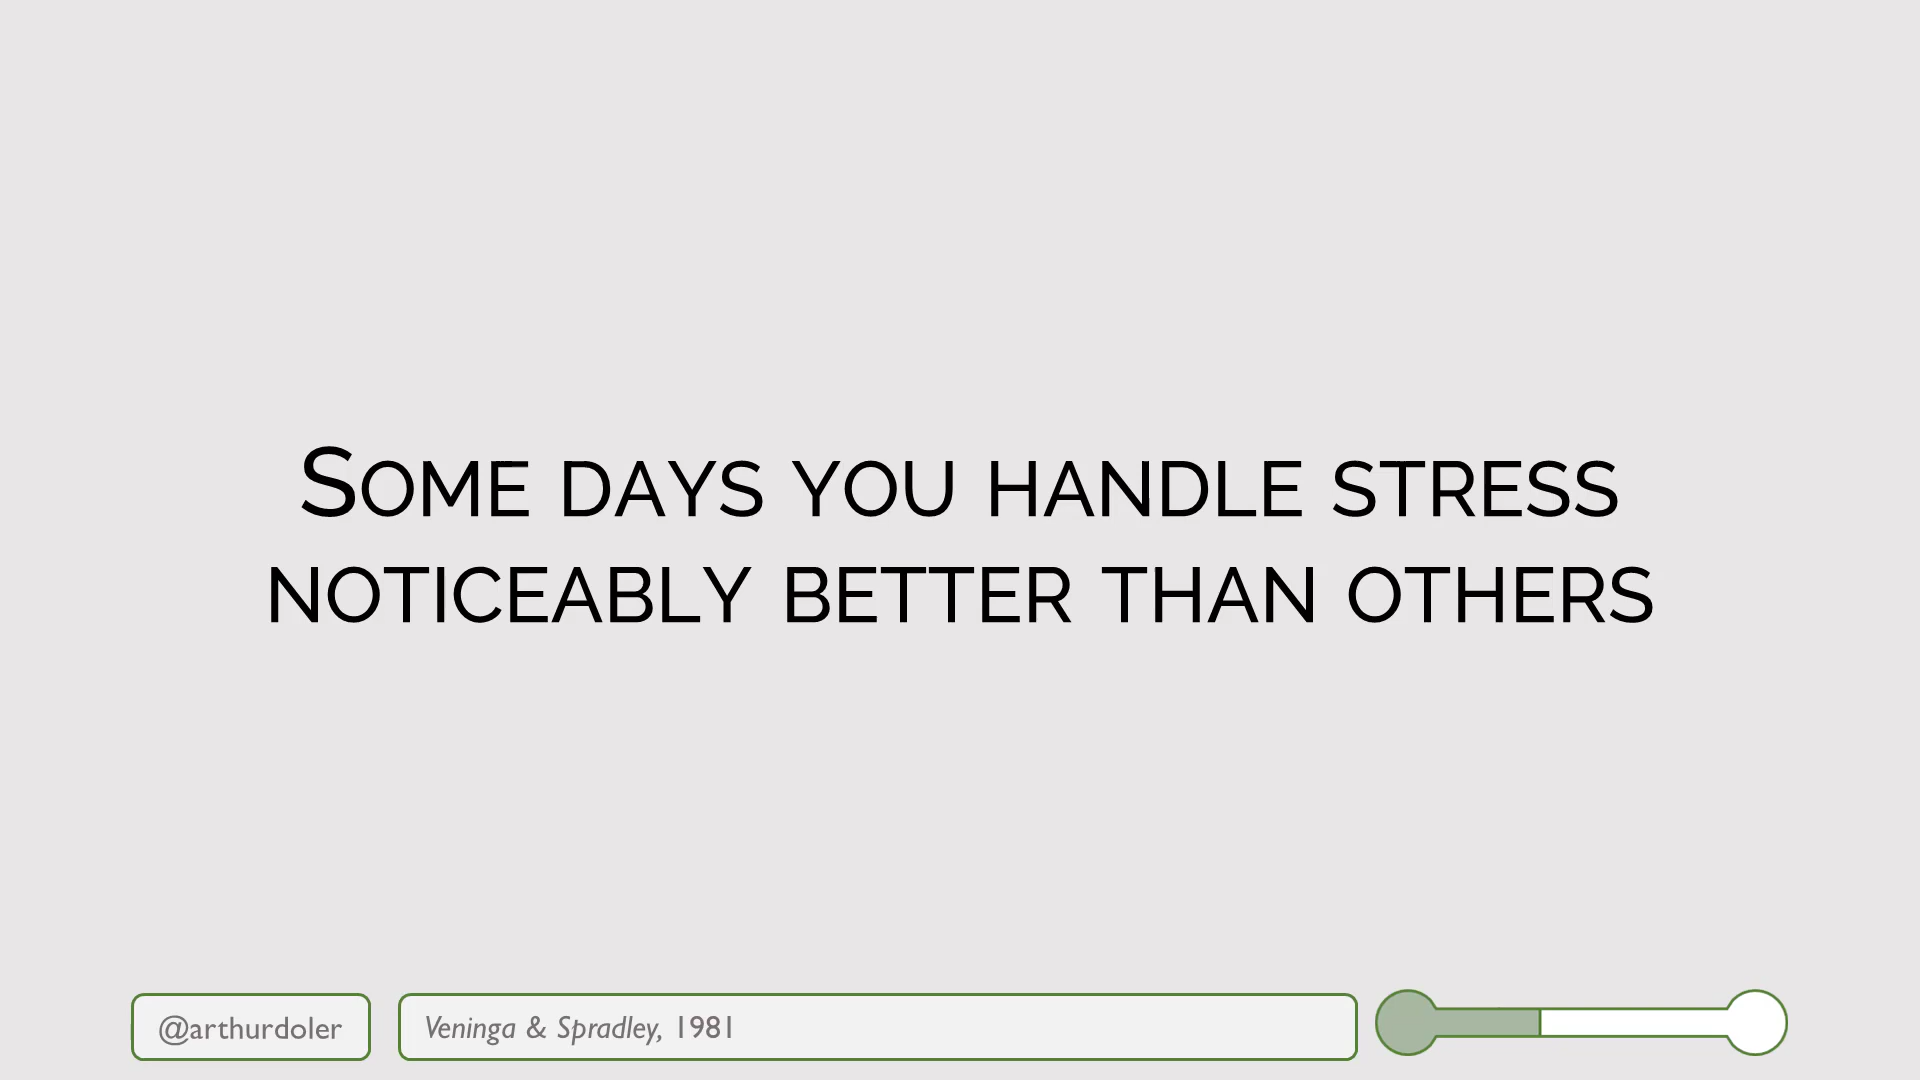 Some days you handle stress
noticeably better than others
@arthurdoler
Veninga & Spradley, 1981